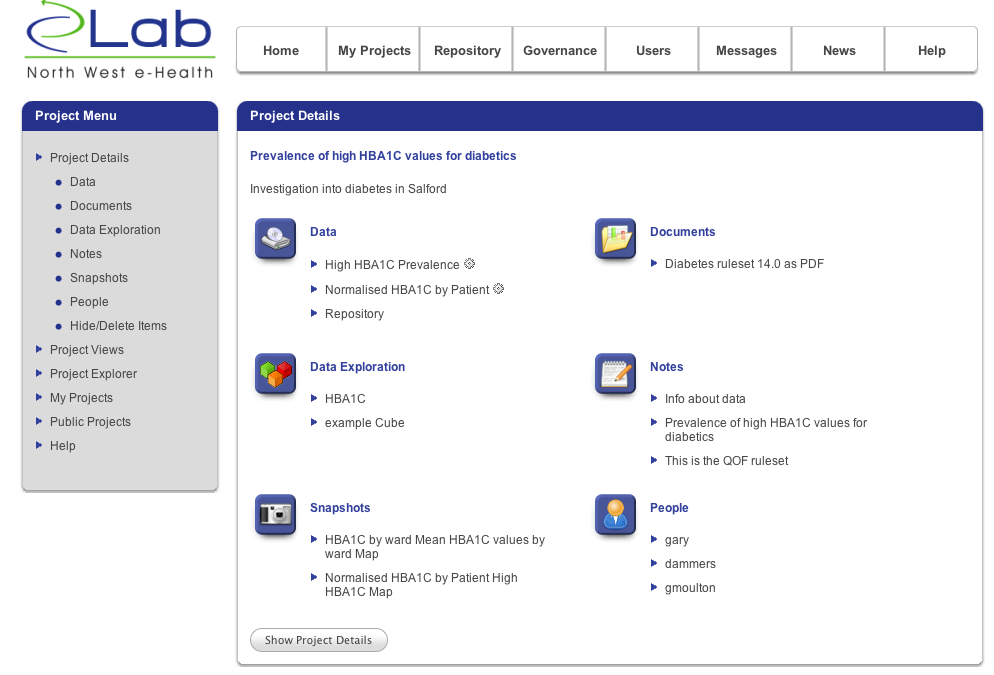 eLab
North West e-Health
Home
My Projects
Repository
Governance
Users
Messages
News
Help
Project Menu
Project Details
Data
Documents
Data Exploration
Notes
Snapshots
People
Hide/Delete Items
Project Views
Project Explorer
My Projects
Public Projects
Help
Project Details
Prevalence of high HBA1C values for diabetics
Investigation into diabetes in Salford
Data
High HBA1C Prevalence
Normalised HBA1C by Patient
Repository
Documents
Diabetes ruleset 14.0 as PDF
Data Exploration
HBA1C
example Cube
Notes
Info about data
Prevalence of high HBA1C values for
diabetics
This is the QOF ruleset
Snapshots
HBA1C by ward Mean HBA1C values by
ward Map
Normalised HBA1C by Patient High
HBA1C Map
People
gary
dammers
gmoulton
Show Project Details